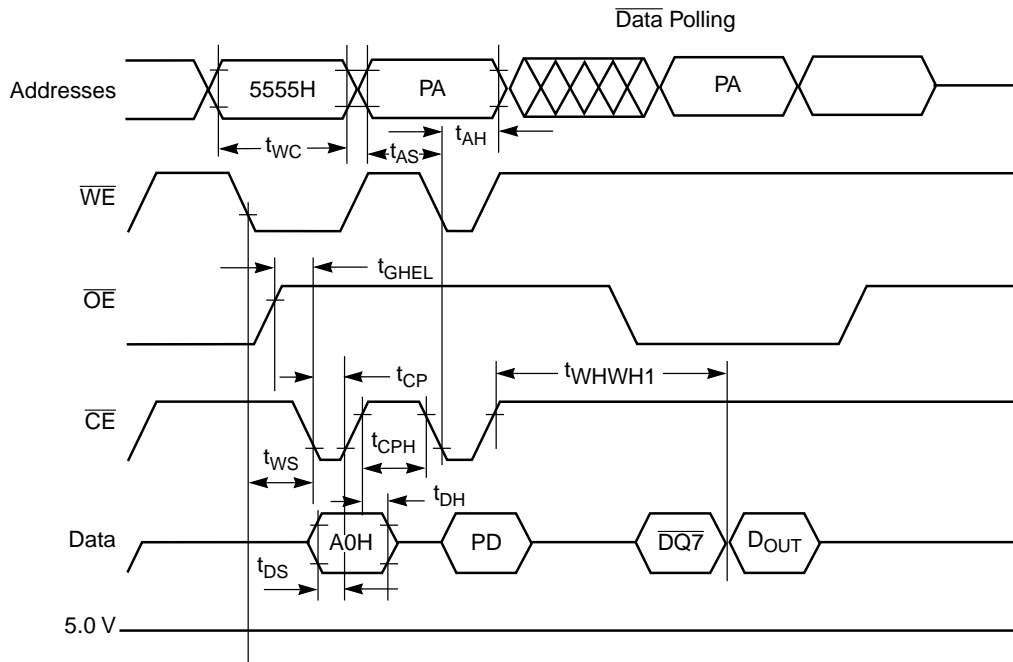 Data Polling
Addresses
5555H
PA
PA
tWC
tAS
tAH
WE
tGHEL
OE
tCP
tWHWH1
CE
tWS
tCPH
tDH
Data
A0H
PD
DQ7
DOUT
tDS
5.0 V